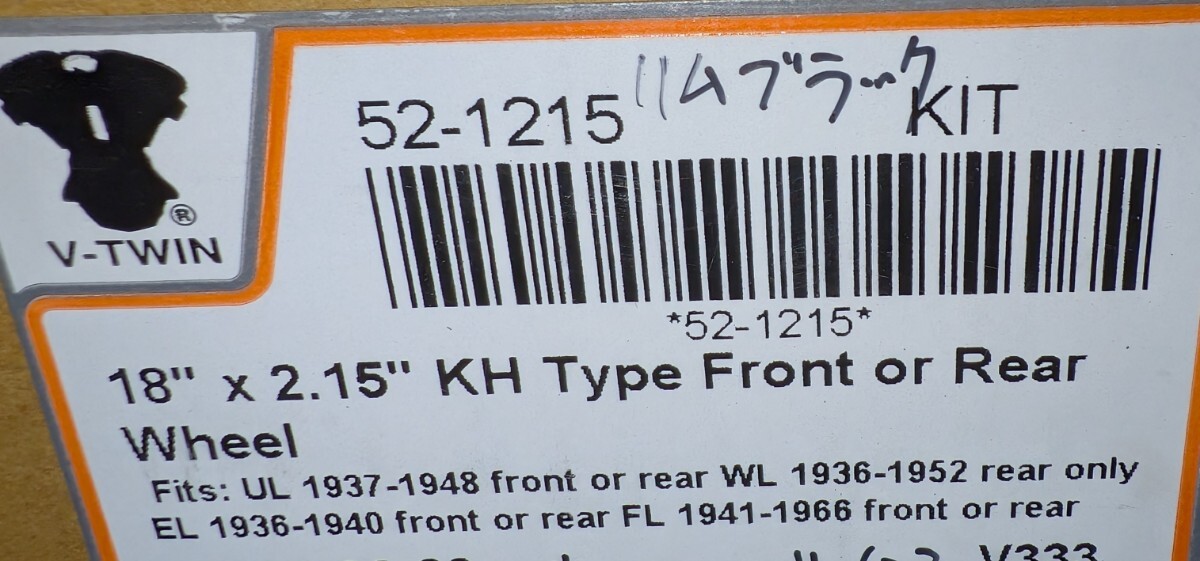 52-1215 リムブラック KIT
®
V-TWIN
*52-1215*
18" x 2.15" KH Type Front or Rear
Wheel
Fits: UL 1937-1948 front or rear WL 1936-1952 rear only
EL 1936-1940 front or rear FL 1941-1966 front or rear
V333